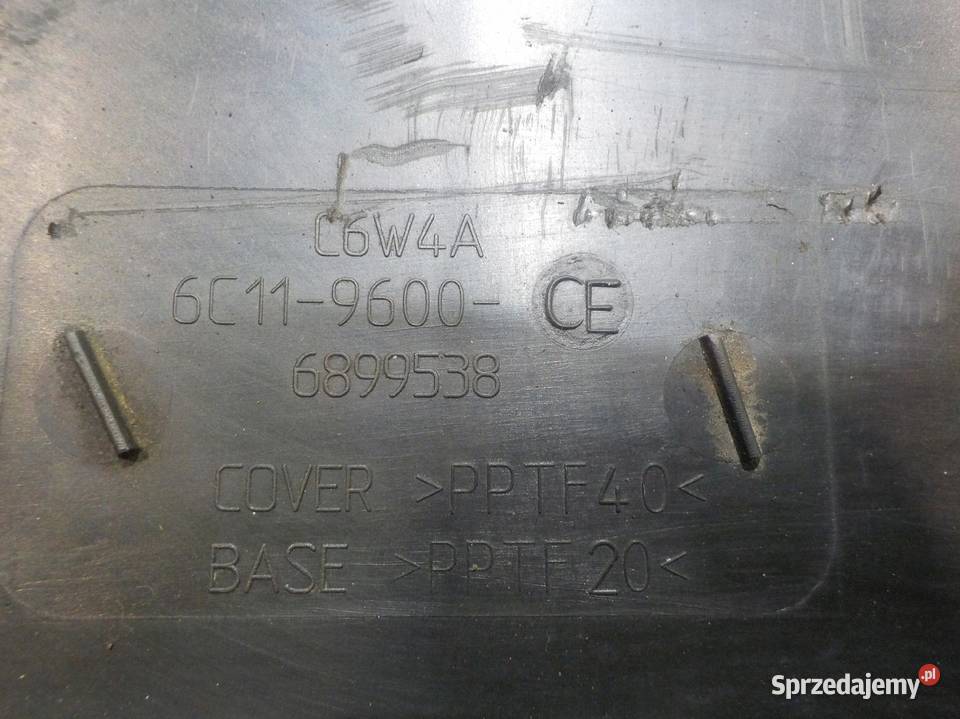 C6W4A
6C11-9600- CE
6899538
COVER >PPTF40<
BASE >PPTF20<
Sprzedajemy.pl